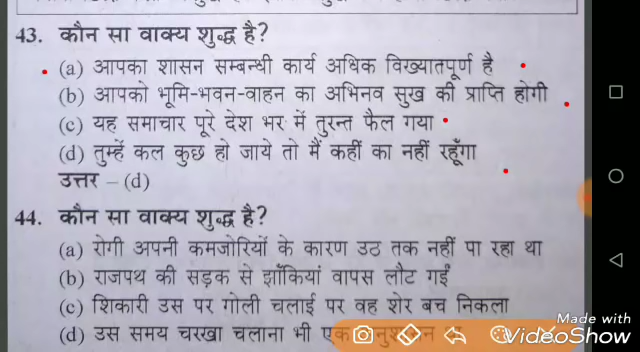 43. कौन सा वाक्य शुद्ध है?
(a) आपका शासन सम्बन्धी कार्य अधिक विख्यातपूर्ण है
(b) आपको भूमि-भवन-वाहन का अभिनव सुख की प्राप्ति होगी
(c) यह समाचार पूरे देश भर में तुरन्त फैल गया
(d) तुम्हें कल कुछ हो जाये तो मैं कहीं का नहीं रहूँगा
उत्तर – (d)
44. कौन सा वाक्य शुद्ध है?
(a) रोगी अपनी कमजोरियों के कारण उठ तक नहीं पा रहा था
(b) राजपथ की सड़क से झाँकियां वापस लौट गईं
(c) शिकारी उस पर गोली चलाई पर वह शेर बच निकला
(d) उस समय चरखा चलाना भी एक
Made with
VideoShow